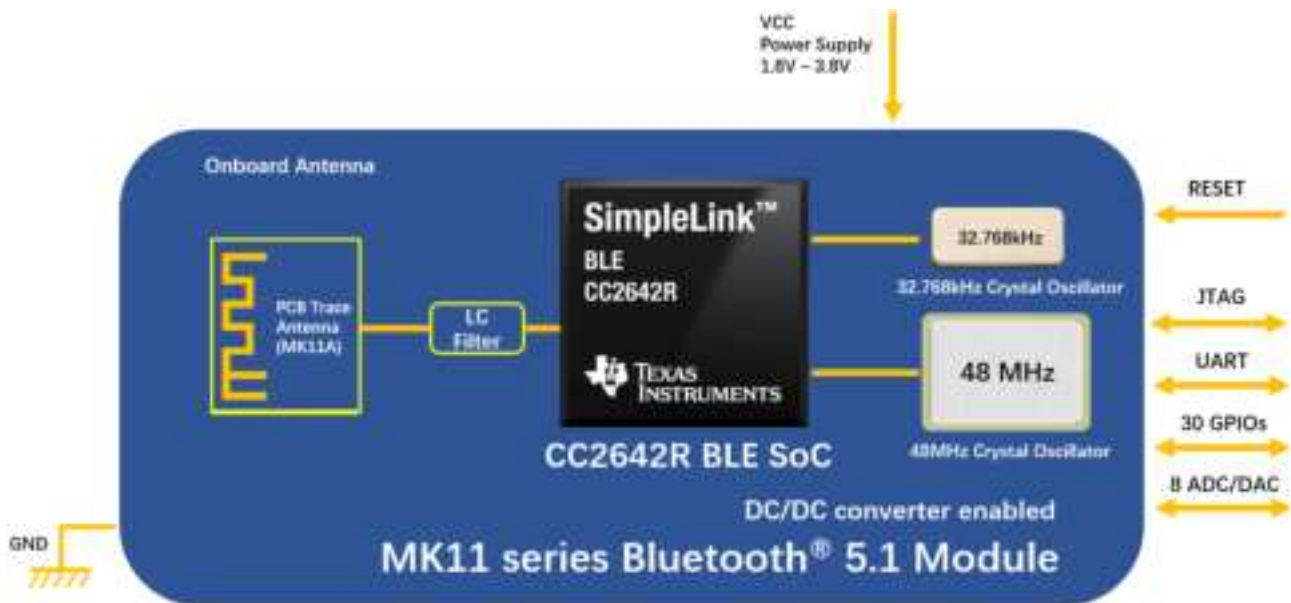 VCC
Power Supply
1.8V – 3.8V
Onboard Antenna
RESET
SimpleLink™
BLE
CC2642R
32.768kHz
32.768kHz Crystal Oscillator
PCB Trace
Antenna
(MK11A)
LC
Filter
JTAG
TEXAS
INSTRUMENTS
48 MHz
UART
30 GPIOs
CC2642R BLE SoC
48MHz Crystal Oscillator
8 ADC/DAC
DC/DC converter enabled
GND
MK11 series Bluetooth® 5.1 Module